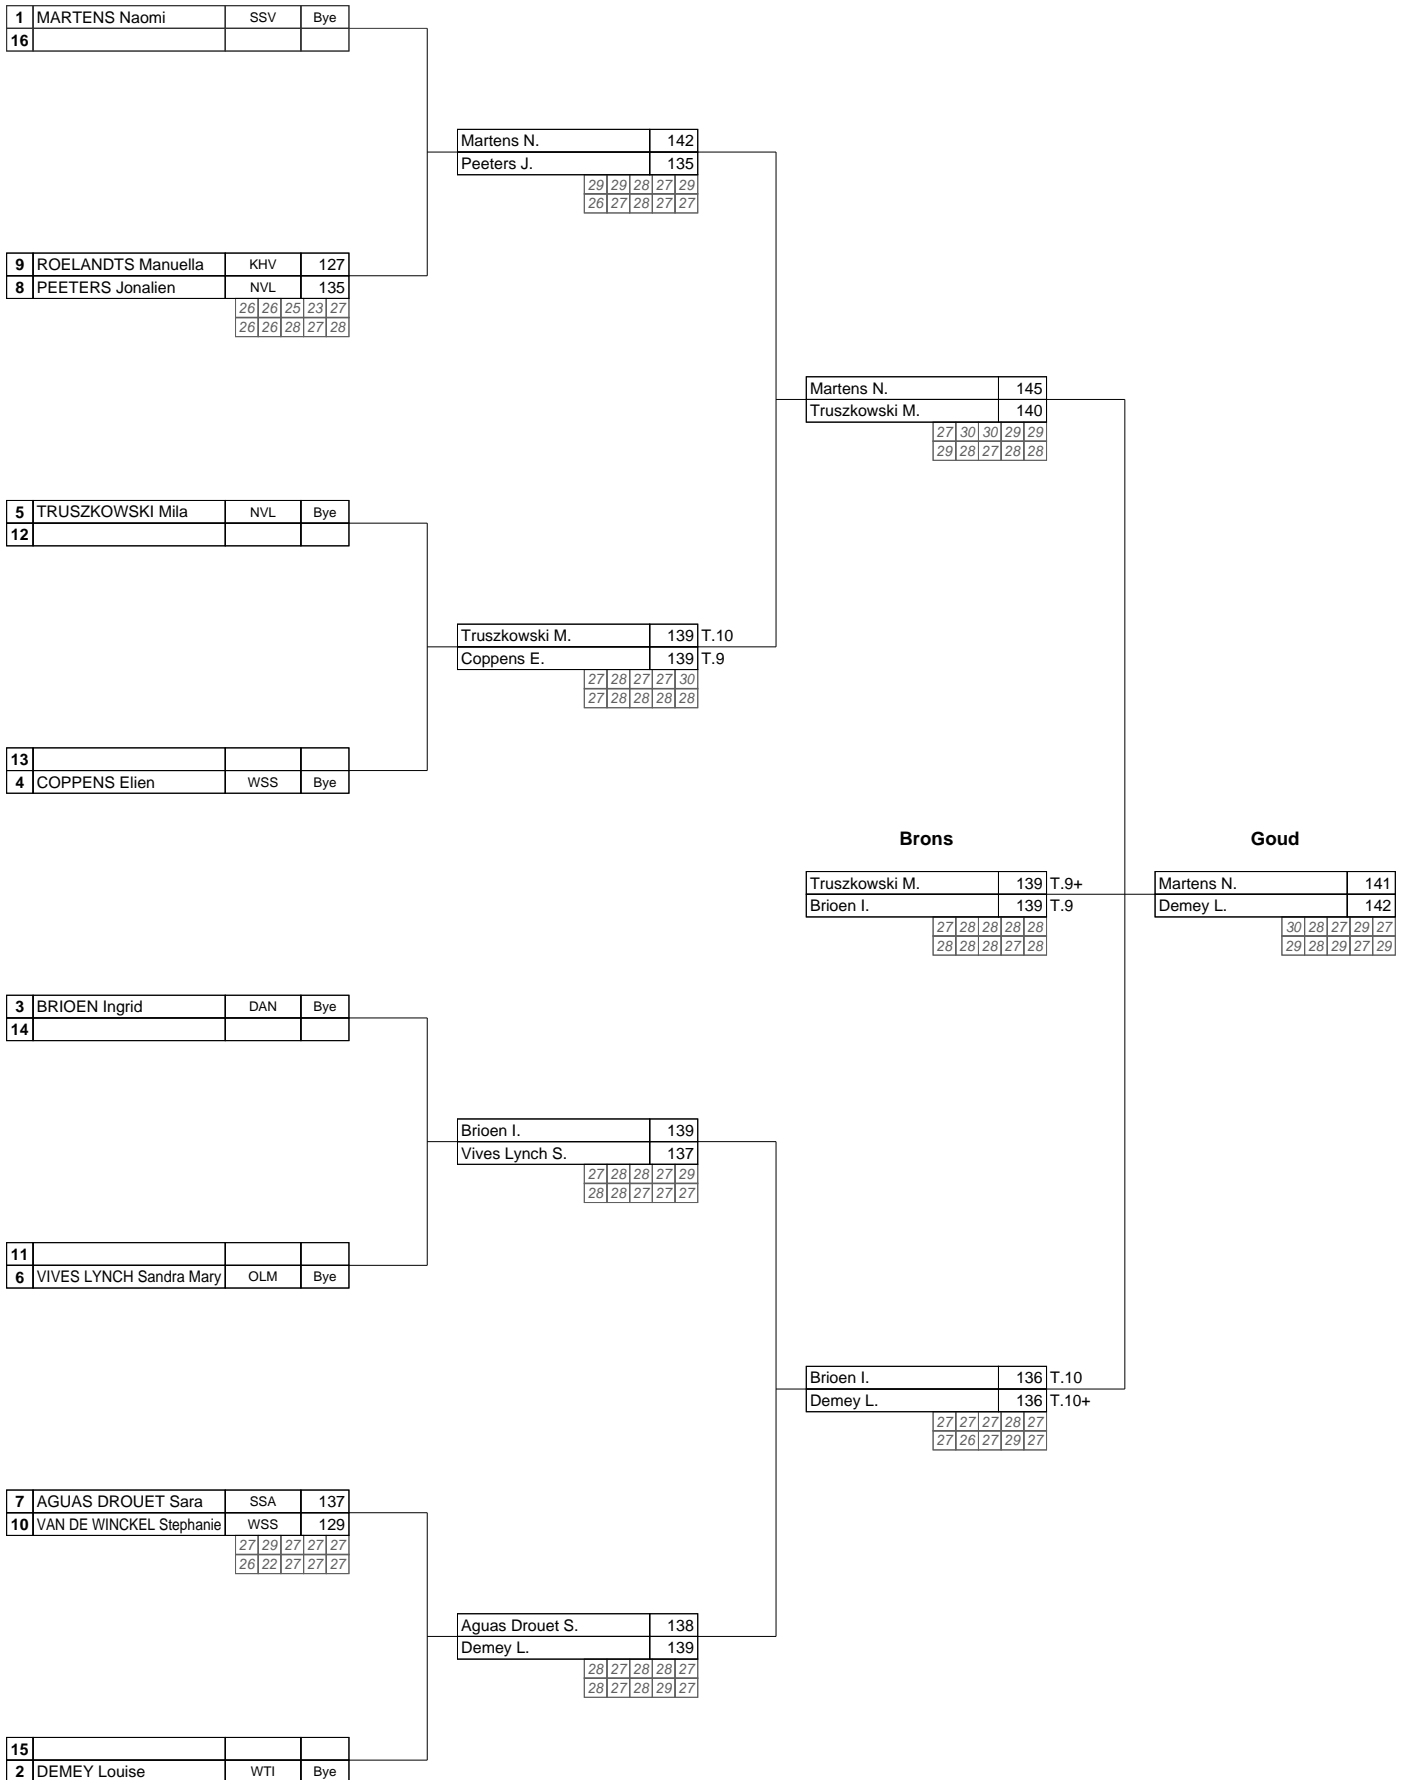 1 MARTENS Naomi SSV Bye
16
Martens N. 142
Peeters J. 135
29 29 28 27 29
26 27 28 27 27
9 ROELANDTS Manuella KHV 127
8 PEETERS Jonalien NVL 135
26 26 25 23 27
26 26 28 27 28
Martens N. 145
Truszkowski M. 140
27 30 30 29 29
29 28 27 28 28
5 TRUSZKOWSKI Mila NVL Bye
12
Truszkowski M. 139 T.10
Coppens E. 139 T.9
27 28 27 27 30
27 28 28 28 28
13
4 COPPENS Elien WSS Bye
Brons Goud
Truszkowski M. 139 T.9+ Martens N. 141
Brioen I. 139 T.9 Demey L. 142
27 28 28 28 28 30 28 27 29 27
28 28 28 27 28 29 28 29 27 29
3 BRIOEN Ingrid DAN Bye
14
Brioen I. 139
Vives Lynch S. 137
27 28 28 27 29
28 28 27 27 27
11
6 VIVES LYNCH Sandra Mary OLM Bye
Brioen I. 136 T.10
Demey L. 136 T.10+
27 27 27 28 27
27 26 27 29 27
7 AGUAS DROUET Sara SSA 137
10 VAN DE WINCKEL Stephanie WSS 129
27 29 27 27 27
26 22 27 27 27
Aguas Drouet S. 138
Demey L. 139
28 27 28 28 27
28 27 28 29 27
15
2 DEMEY Louise WTI Bye